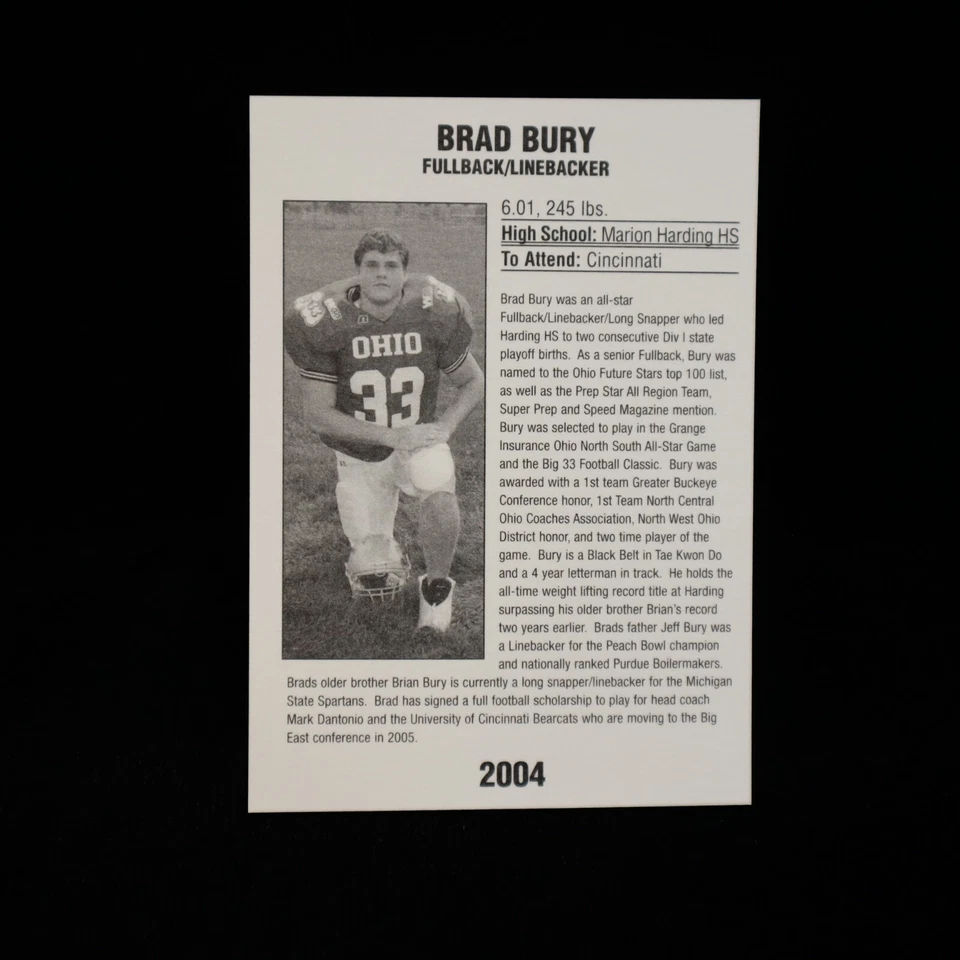 BRAD BURY
FULLBACK/LINEBACKER
6.01, 245 lbs.
High School: Marion Harding HS
To Attend: Cincinnati
OHIO
33
Brad Bury was an all-star
Fullback/Linebacker/Long Snapper who led
Harding HS to two consecutive Div I state
playoff births. As a senior Fullback, Bury was
named to the Ohio Future Stars top 100 list,
as well as the Prep Star All Region Team,
Super Prep and Speed Magazine mention.
Bury was selected to play in the Grange
Insurance Ohio North South All-Star Game
and the Big 33 Football Classic. Bury was
awarded with a 1st team Greater Buckeye
Conference honor, 1st Team North Central
Ohio Coaches Association, North West Ohio
District honor, and two time player of the
game. Bury is a Black Belt in Tae Kwon Do
and a 4 year letterman in track. He holds the
all-time weight lifting record title at Harding
surpassing his older brother Brian's record
two years earlier. Brads father Jeff Bury was
a Linebacker for the Peach Bowl champion
and nationally ranked Purdue Boilermakers.
Brads older brother Brian Bury is currently a long snapper/linebacker for the Michigan
State Spartans. Brad has signed a full football scholarship to play for head coach
Mark Dantonio and the University of Cincinnati Bearcats who are moving to the Big
East conference in 2005.
2004